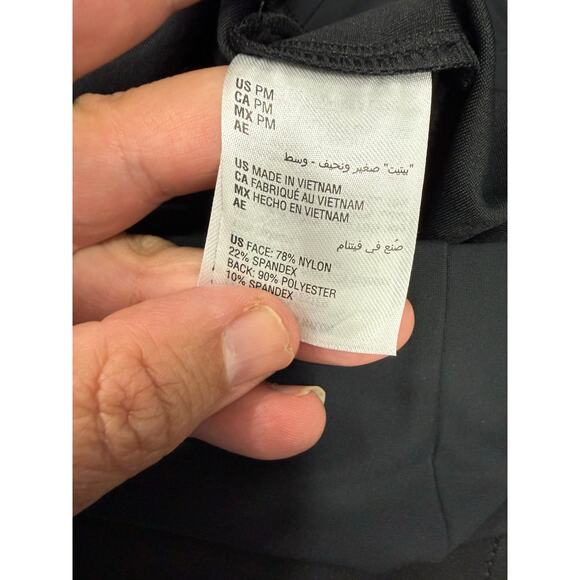 US PM
CA PM
MX PM
AE
"بيتيت" صغير ونحيف - وسط
US MADE IN VIETNAM
CA FABRIQUÉ AU VIETNAM
MX HECHO EN VIETNAM
AE
صُنع في فيتنام
US FACE: 78% NYLON
22% SPANDEX
BACK: 90% POLYESTER
10% SPANDEX